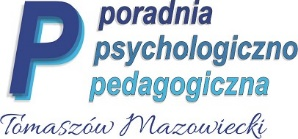 P poradnia
psychologiczno
pedagogiczna
Tomaszów Mazowiecki